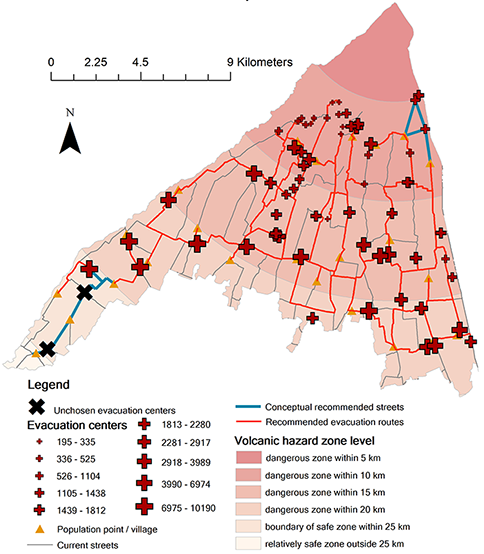 0 2.25 4.5 9 Kilometers
N
Legend
Unchosen evacuation centers
Evacuation centers
195 - 335
336 - 525
526 - 1104
1105 - 1438
1439 - 1812
1813 - 2280
2281 - 2917
2918 - 3989
3990 - 6974
6975 - 10190
Population point / village
Current streets
Conceptual recommended streets
Recommended evacuation routes
Volcanic hazard zone level
dangerous zone within 5 km
dangerous zone within 10 km
dangerous zone within 15 km
dangerous zone within 20 km
boundary of safe zone within 25 km
relatively safe zone outside 25 km